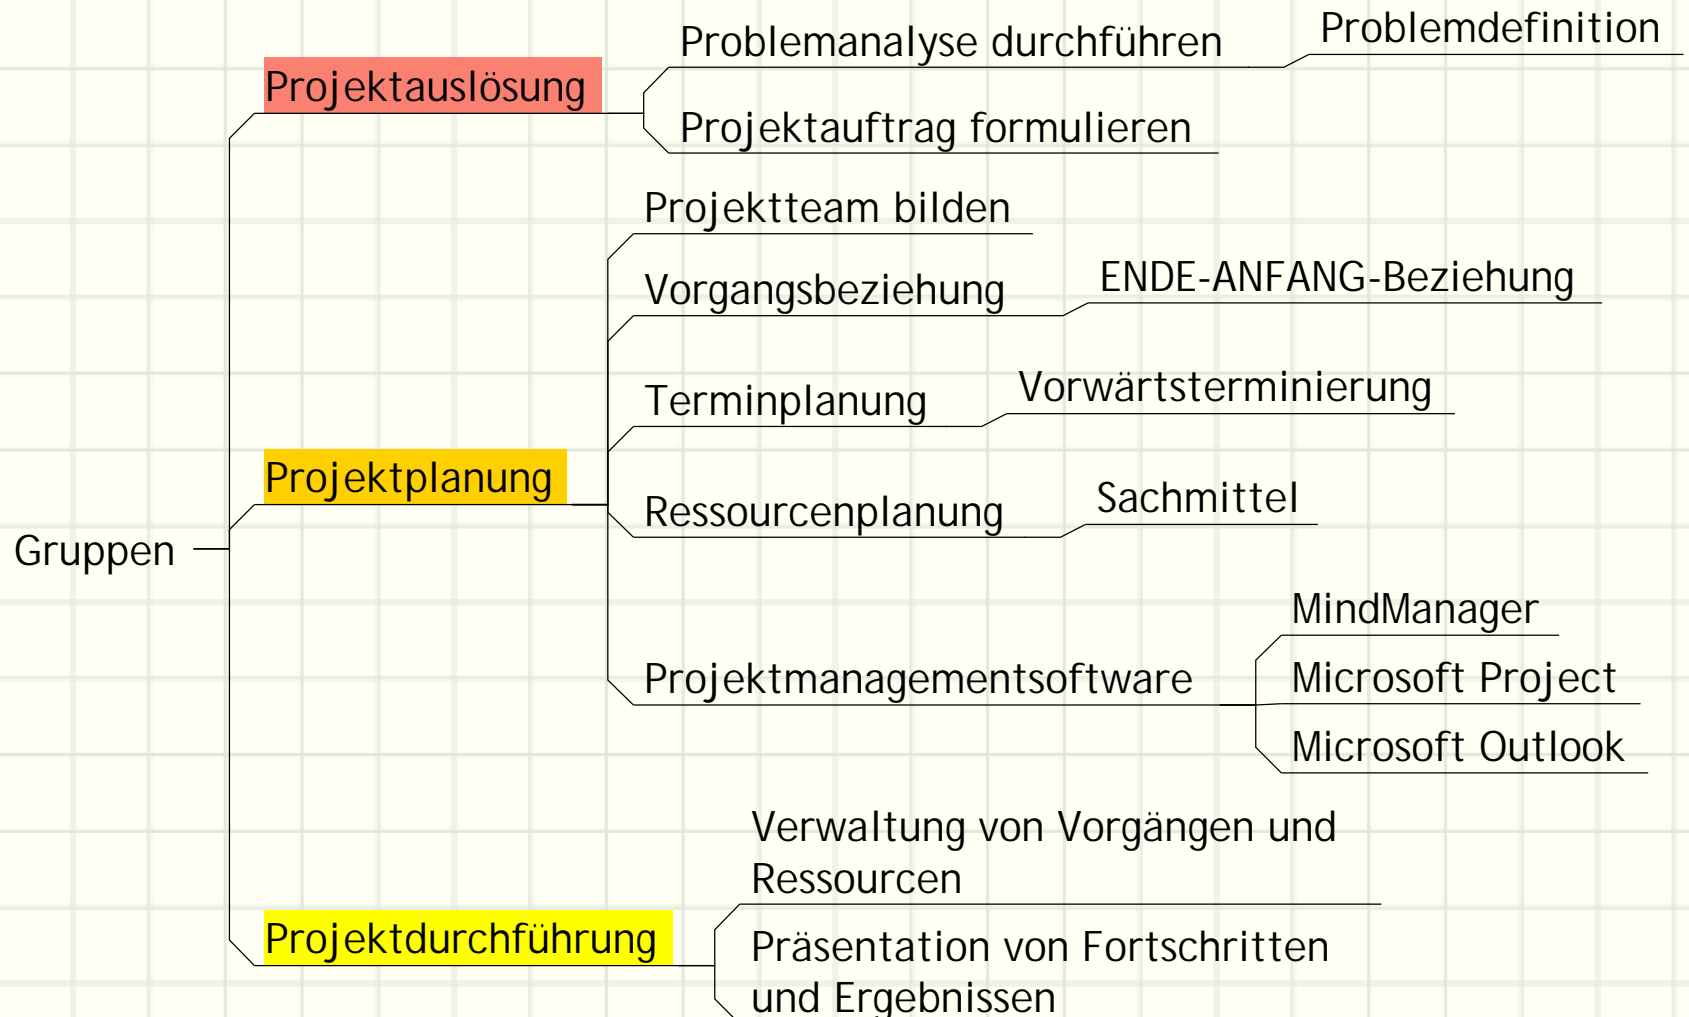 Problemdefinition
Problemanalyse durchführen
Projektauslösung
Projektauftrag formulieren
Projektteam bilden
ENDE-ANFANG-Beziehung
Vorgangsbeziehung
Vorwärtsterminierung
Terminplanung
Projektplanung
Sachmittel
Ressourcenplanung
Gruppen
MindManager
Projektmanagementsoftware
Microsoft Project
Microsoft Outlook
Verwaltung von Vorgängen und
Ressourcen
Projektdurchführung
Präsentation von Fortschritten
und Ergebnissen